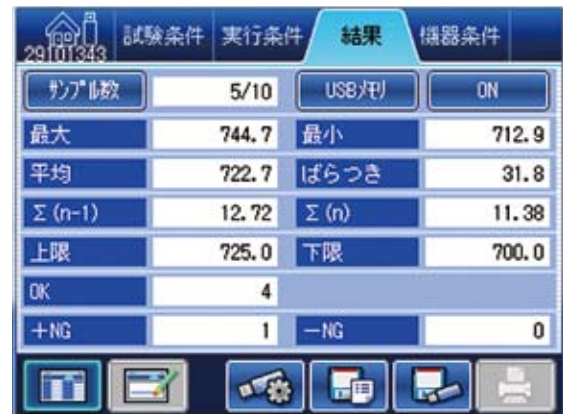 29101343 試験条件 実行条件 結果 機器条件
ｻﾝﾌﾟﾙ数 5/10 USBﾒﾓﾘ ON
最大 744.7 最小 712.9
平均 722.7 ばらつき 31.8
Σ(n-1) 12.72 Σ(n) 11.38
上限 725.0 下限 700.0
OK 4
+NG 1 -NG 0